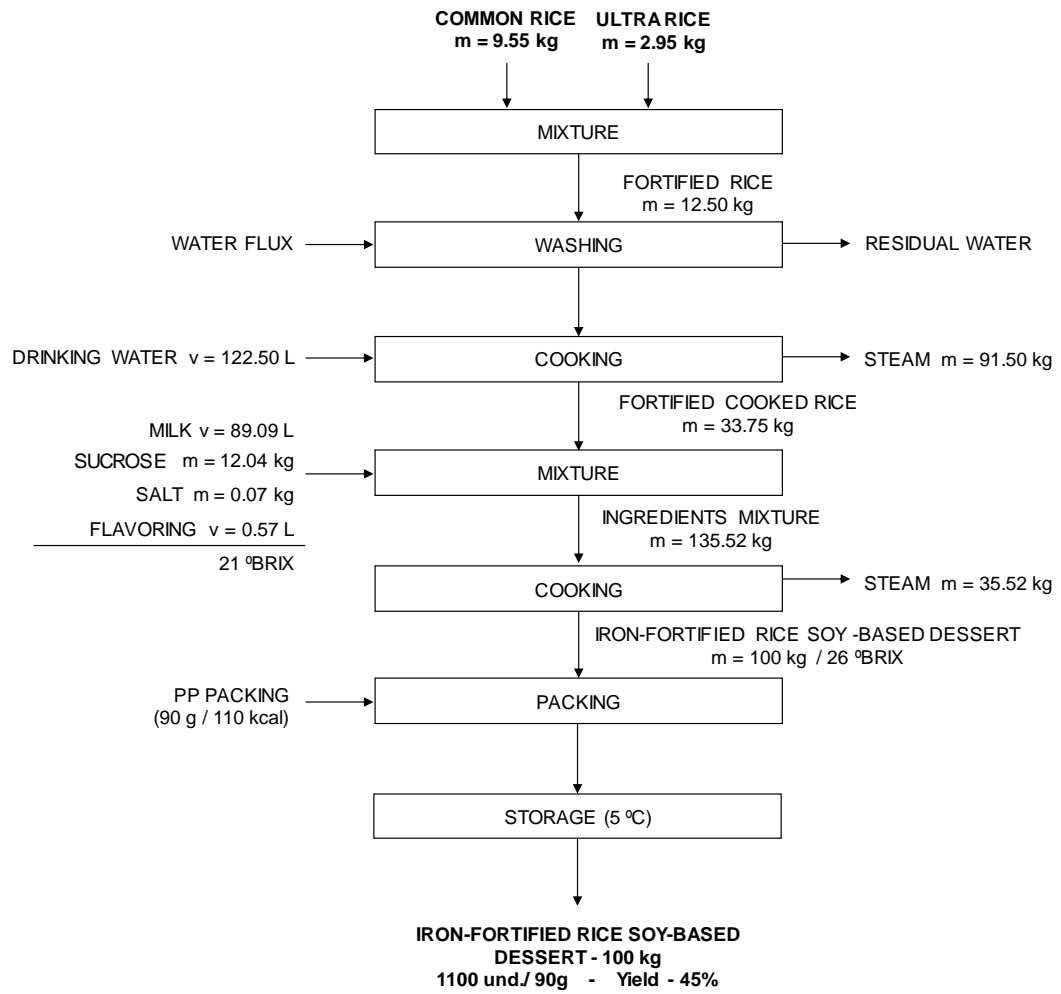 COMMON RICE
m = 9.55 kg
ULTRA RICE
m = 2.95 kg
MIXTURE
FORTIFIED RICE
m = 12.50 kg
WATER FLUX
WASHING
RESIDUAL WATER
DRINKING WATER v = 122.50 L
COOKING
STEAM m = 91.50 kg
FORTIFIED COOKED RICE
m = 33.75 kg
MILK v = 89.09 L
SUCROSE m = 12.04 kg
SALT m = 0.07 kg
FLAVORING v = 0.57 L
21 ºBRIX
MIXTURE
INGREDIENTS MIXTURE
m = 135.52 kg
COOKING
STEAM m = 35.52 kg
IRON-FORTIFIED RICE SOY -BASED DESSERT
m = 100 kg / 26 ºBRIX
PP PACKING
(90 g / 110 kcal)
PACKING
STORAGE (5 ºC)
IRON-FORTIFIED RICE SOY-BASED
DESSERT - 100 kg
1100 und./ 90g - Yield - 45%